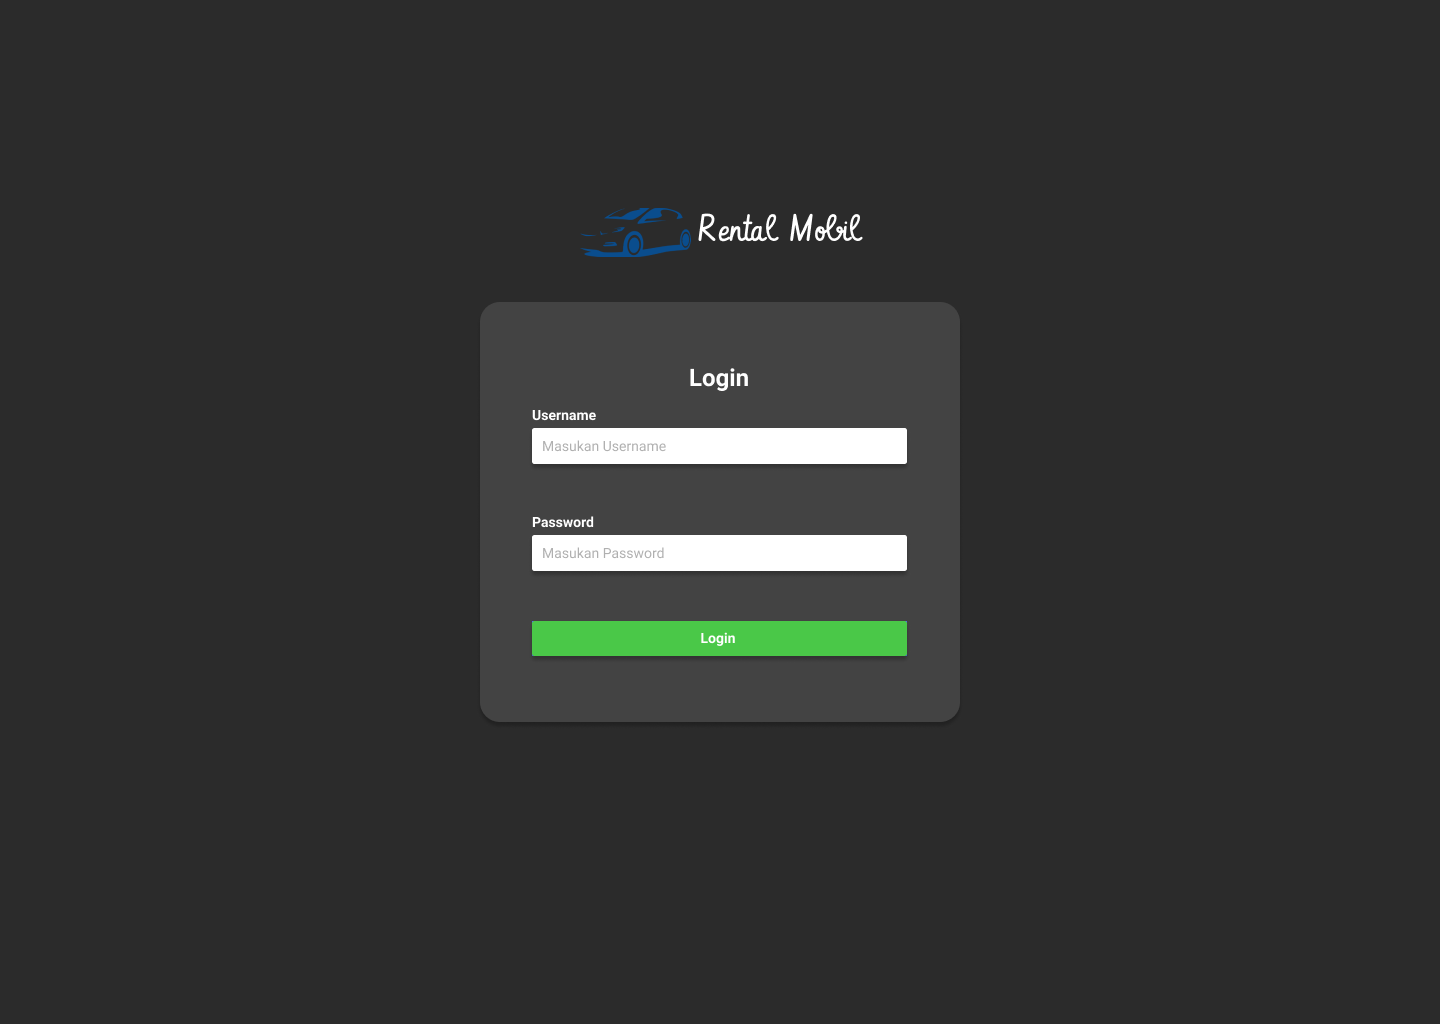 Rental Mobil
Login
Username
Masukan Username
Password
Masukan Password
Login